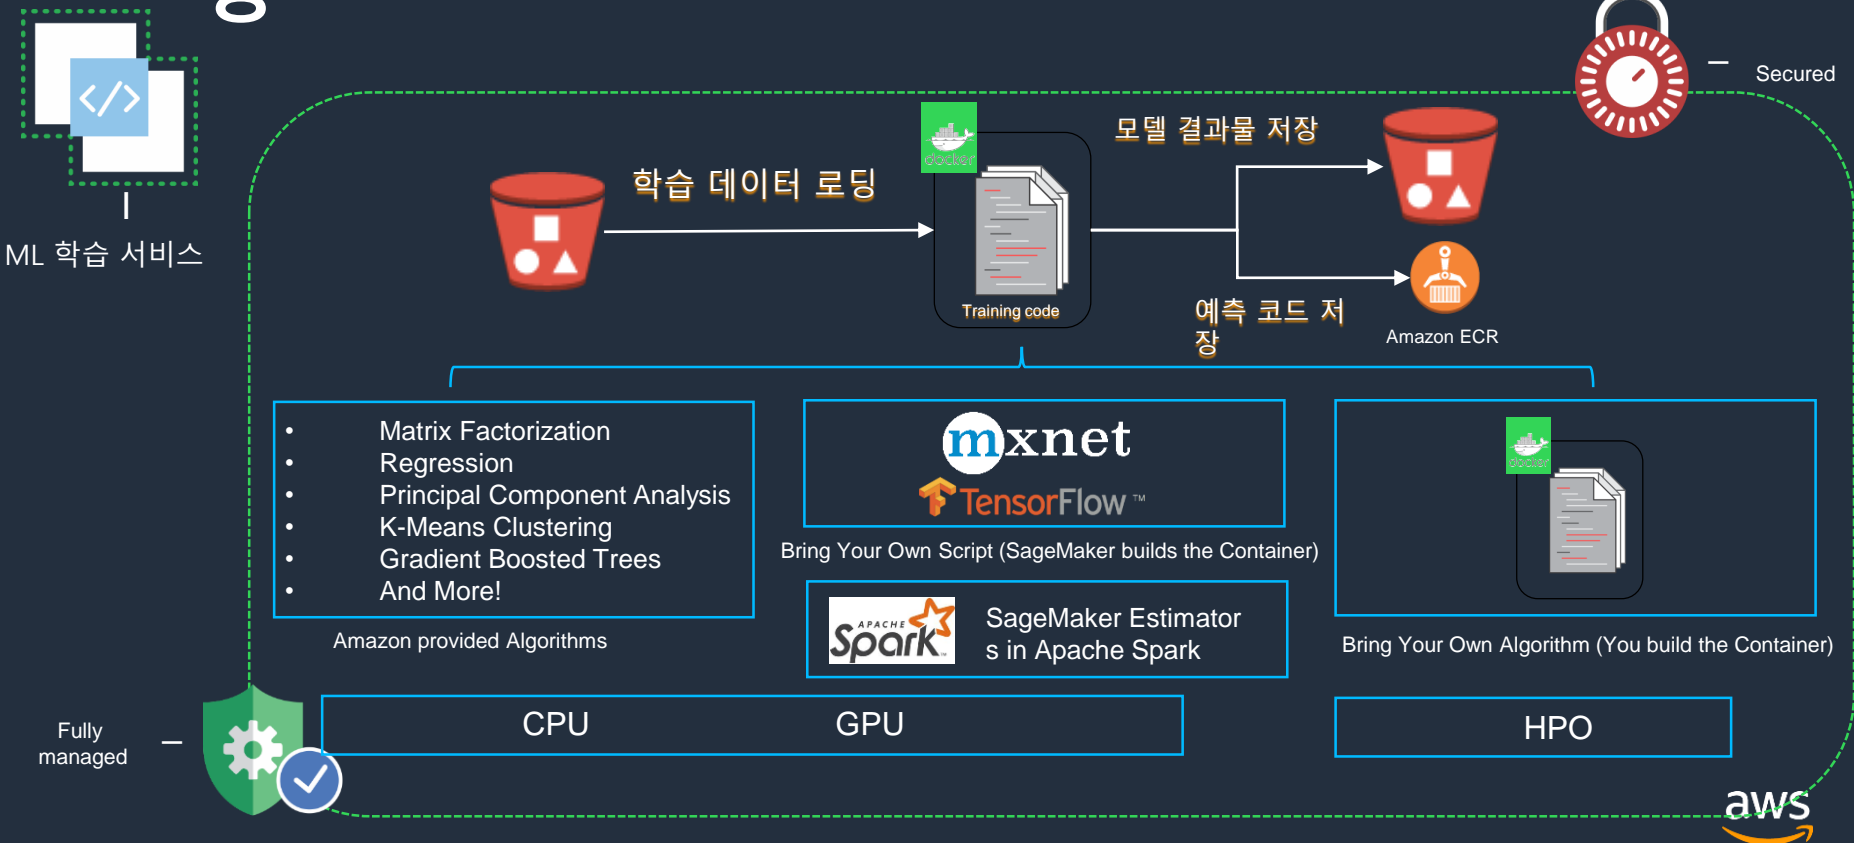 Secured
docker
모델 결과물 저장
학습 데이터 로딩
ML 학습 서비스
Training code
예측 코드 저
장
Amazon ECR
• Matrix Factorization
• Regression
• Principal Component Analysis
• K-Means Clustering
• Gradient Boosted Trees
• And More!
Amazon provided Algorithms
mxnet
TensorFlow™
Bring Your Own Script (SageMaker builds the Container)
APACHE
Spark
SageMaker Estimator
s in Apache Spark
docker
Bring Your Own Algorithm (You build the Container)
Fully
managed
CPU GPU
HPO
aws